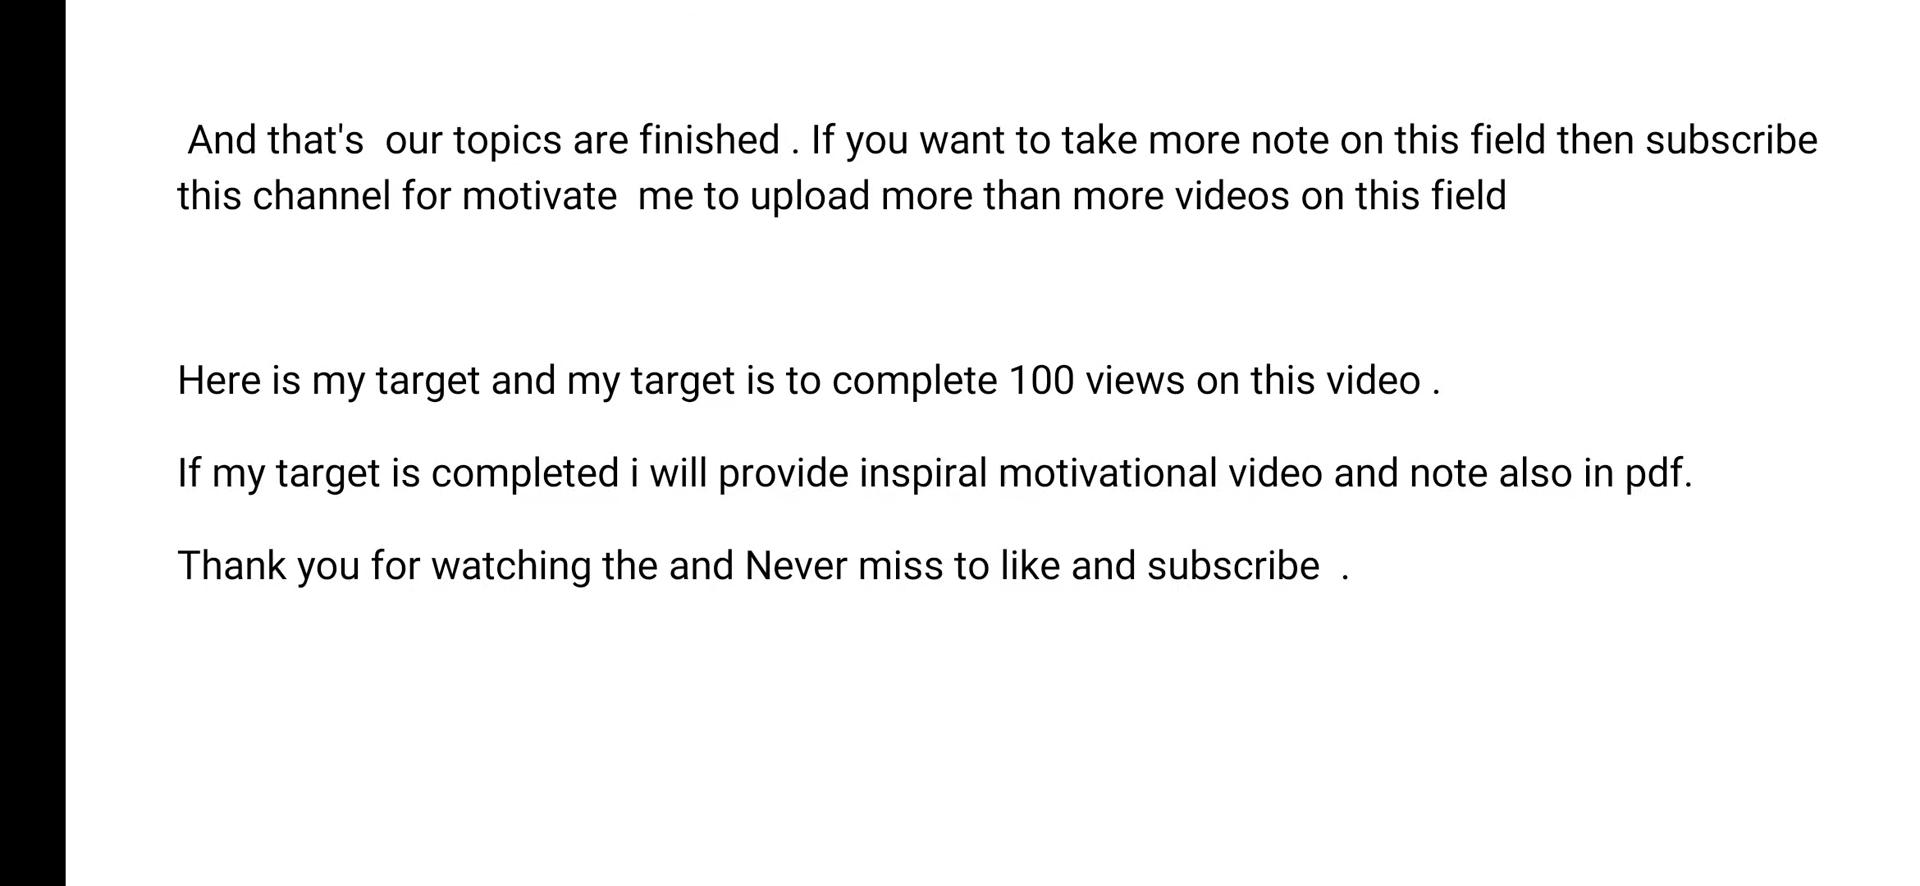 And that's  our topics are finished . If you want to take more note on this field then subscribe
this channel for motivate  me to upload more than more videos on this field
Here is my target and my target is to complete 100 views on this video .
If my target is completed i will provide inspiral motivational video and note also in pdf.
Thank you for watching the and Never miss to like and subscribe  .